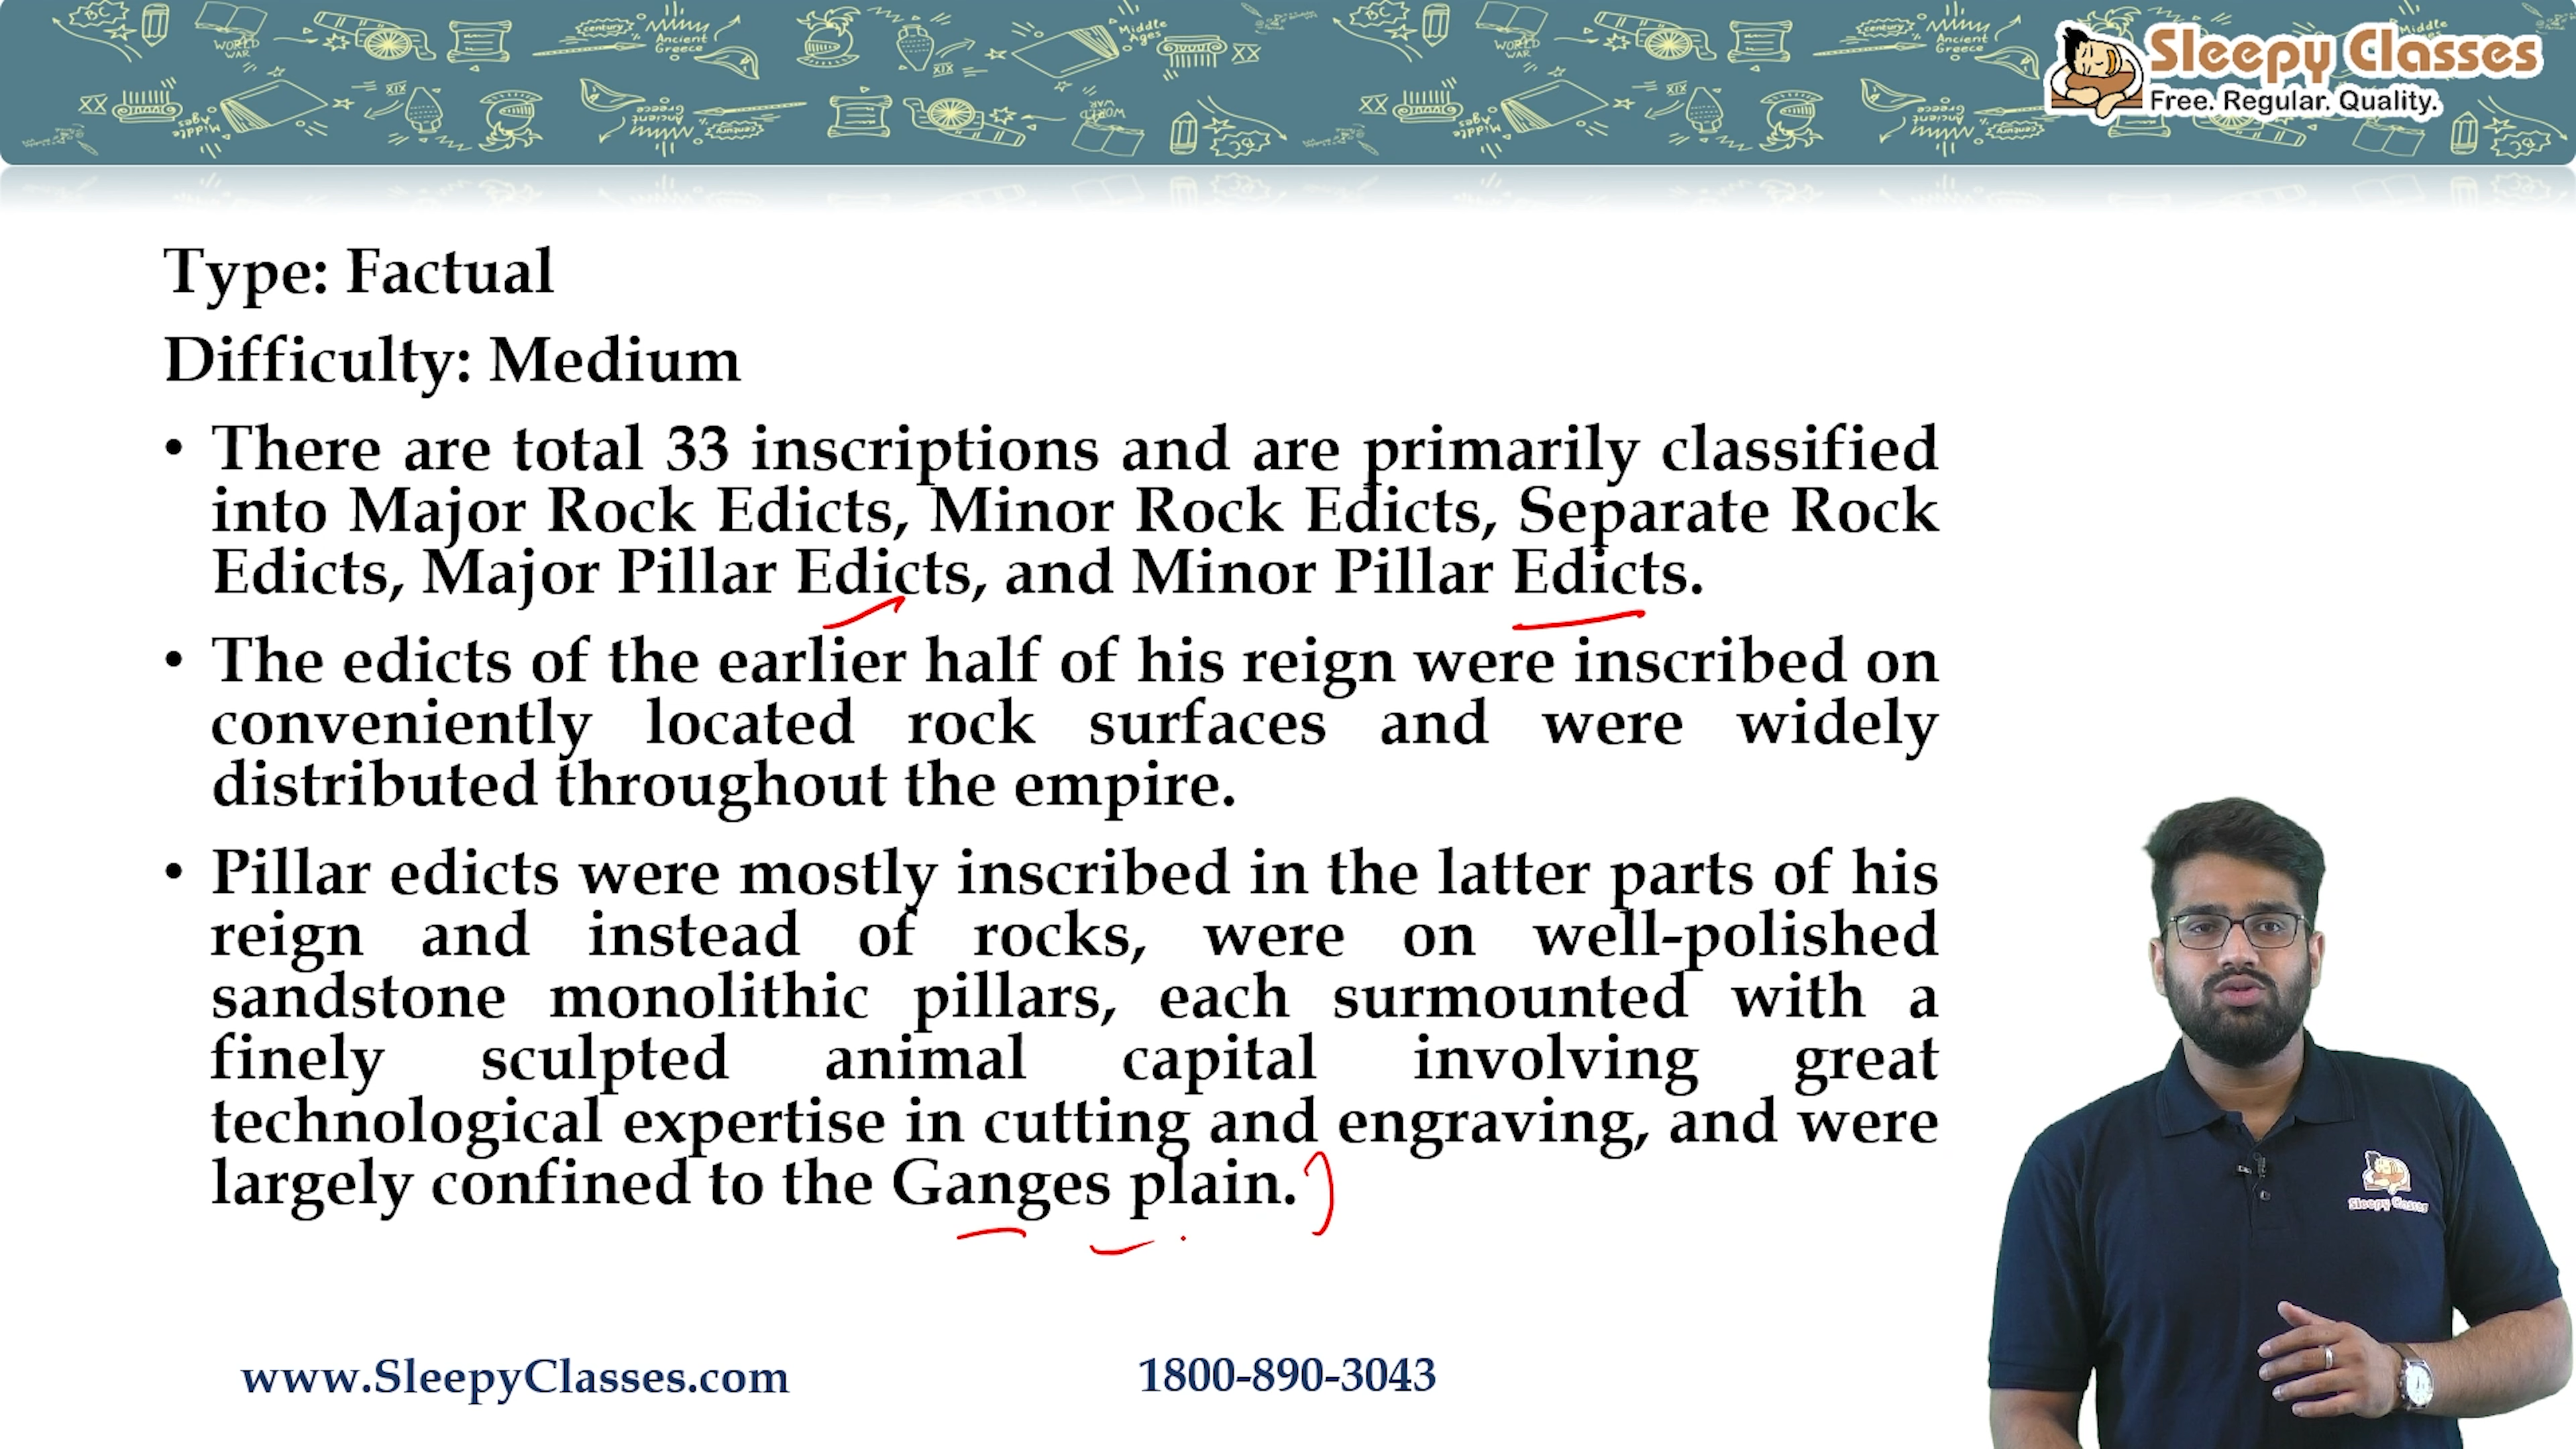 Sleepy Classes
Free. Regular. Quality.
Type: Factual
Difficulty: Medium
• There are total 33 inscriptions and are primarily classified
into Major Rock Edicts, Minor Rock Edicts, Separate Rock
Edicts, Major Pillar Edicts, and Minor Pillar Edicts.
• The edicts of the earlier half of his reign were inscribed on
conveniently located rock surfaces and were widely
distributed throughout the empire.
• Pillar edicts were mostly inscribed in the latter parts of his
reign and instead of rocks, were on well-polished
sandstone monolithic pillars, each surmounted with a
finely sculpted animal capital involving great
technological expertise in cutting and engraving, and were
largely confined to the Ganges plain.
Sleepy Classes
www.SleepyClasses.com
1800-890-3043